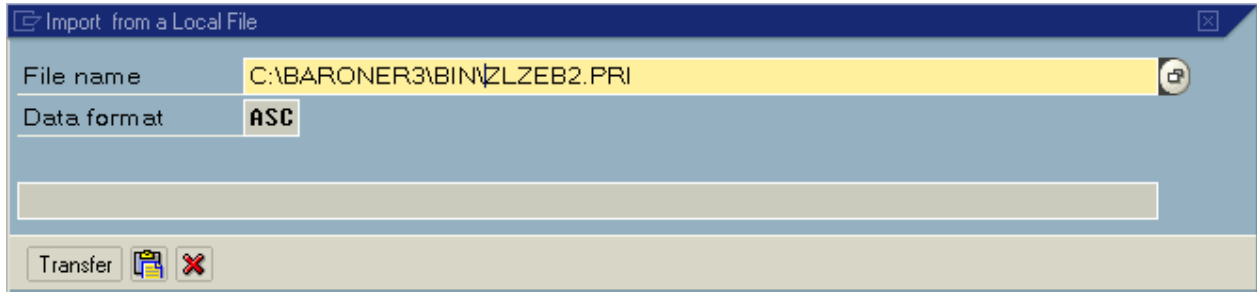 Import from a Local File
File name C:\BARONER3\BIN\ZLZEB2.PRI
Data format ASC
Transfer